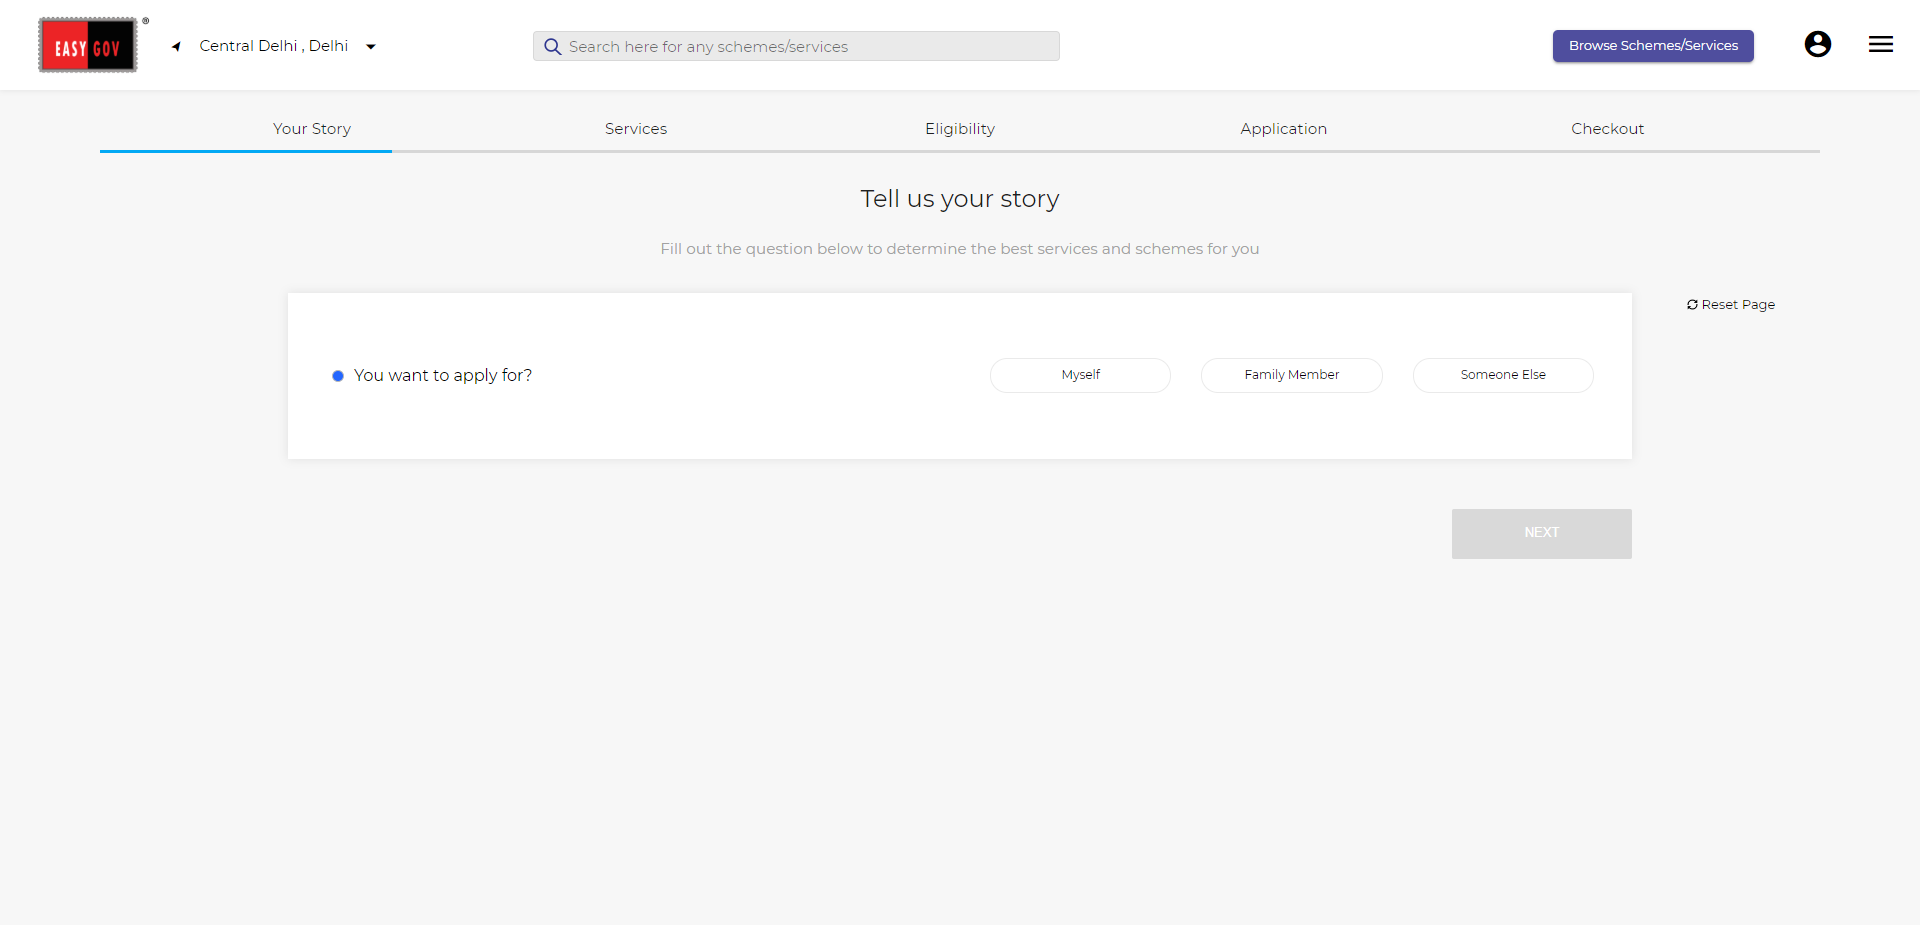 EASY GOV ®
Central Delhi , Delhi
Search here for any schemes/services
Browse Schemes/Services
Your Story
Services
Eligibility
Application
Checkout
Tell us your story
Fill out the question below to determine the best services and schemes for you
Reset Page
You want to apply for?
Myself
Family Member
Someone Else
NEXT